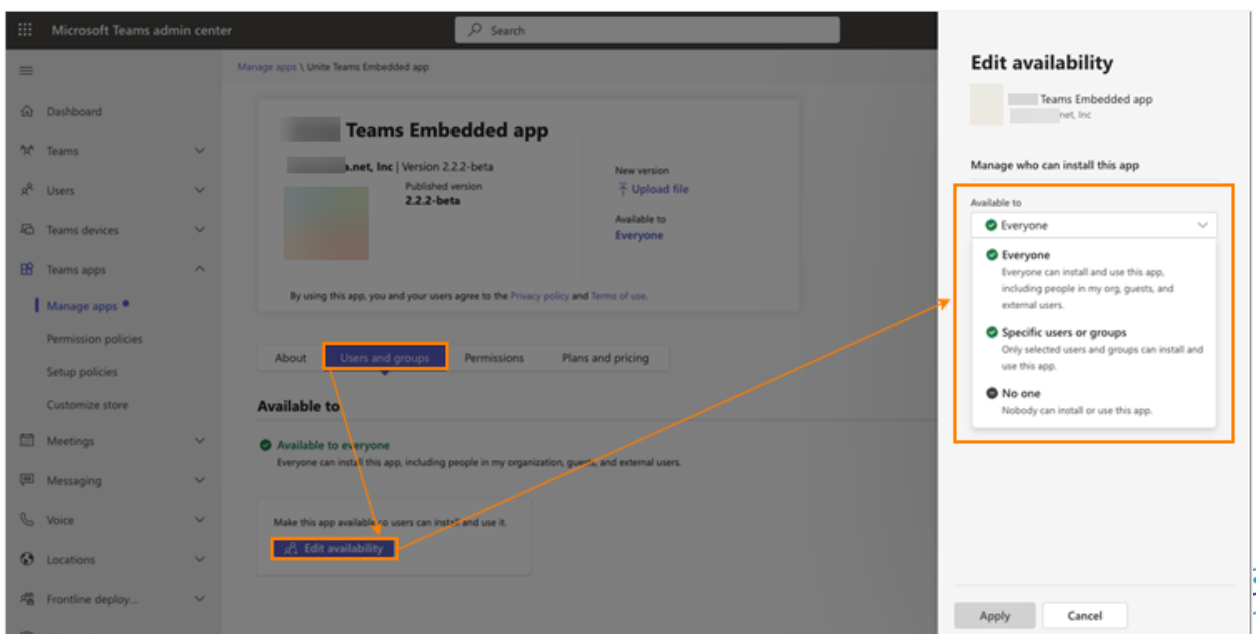 Microsoft Teams admin center
Search
Dashboard
Teams
Users
Teams devices
Teams apps
Manage apps
Permission policies
Setup policies
Customize store
Meetings
Messaging
Voice
Locations
Frontline deploy...
Manage apps \ Unite Teams Embedded app
Teams Embedded app
.net, Inc | Version 2.2.2-beta
Published version
2.2.2-beta
New version
Upload file
Available to
Everyone
By using this app, you and your users agree to the Privacy policy and Terms of use.
About Users and groups Permissions Plans and pricing
Available to
Available to everyone
Everyone can install this app, including people in my organization, guests, and external users.
Make this app available so users can install and use it.
Edit availability
Edit availability
Teams Embedded app
net, Inc
Manage who can install this app
Available to
Everyone
Everyone
Everyone can install and use this app,
including people in my org, guests, and
external users.
Specific users or groups
Only selected users and groups can install and
use this app.
No one
Nobody can install or use this app.
Apply Cancel